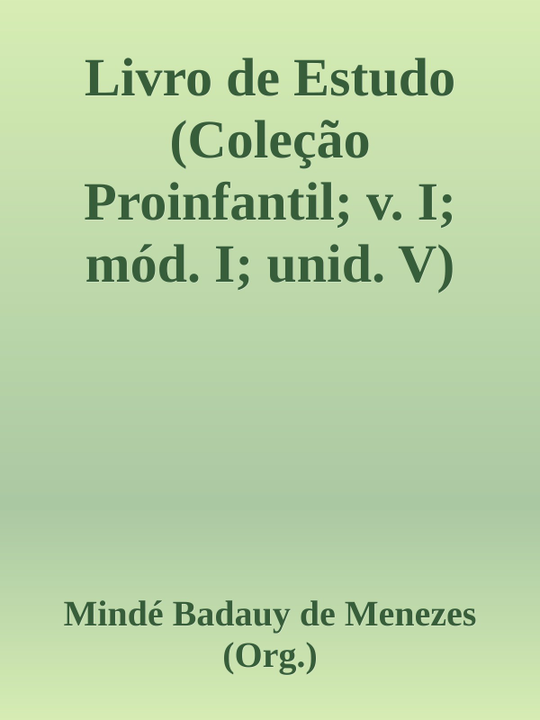 Livro de Estudo
(Coleção
Proinfantil; v. I;
mód. I; unid. V)
Mindé Badauy de Menezes
(Org.)